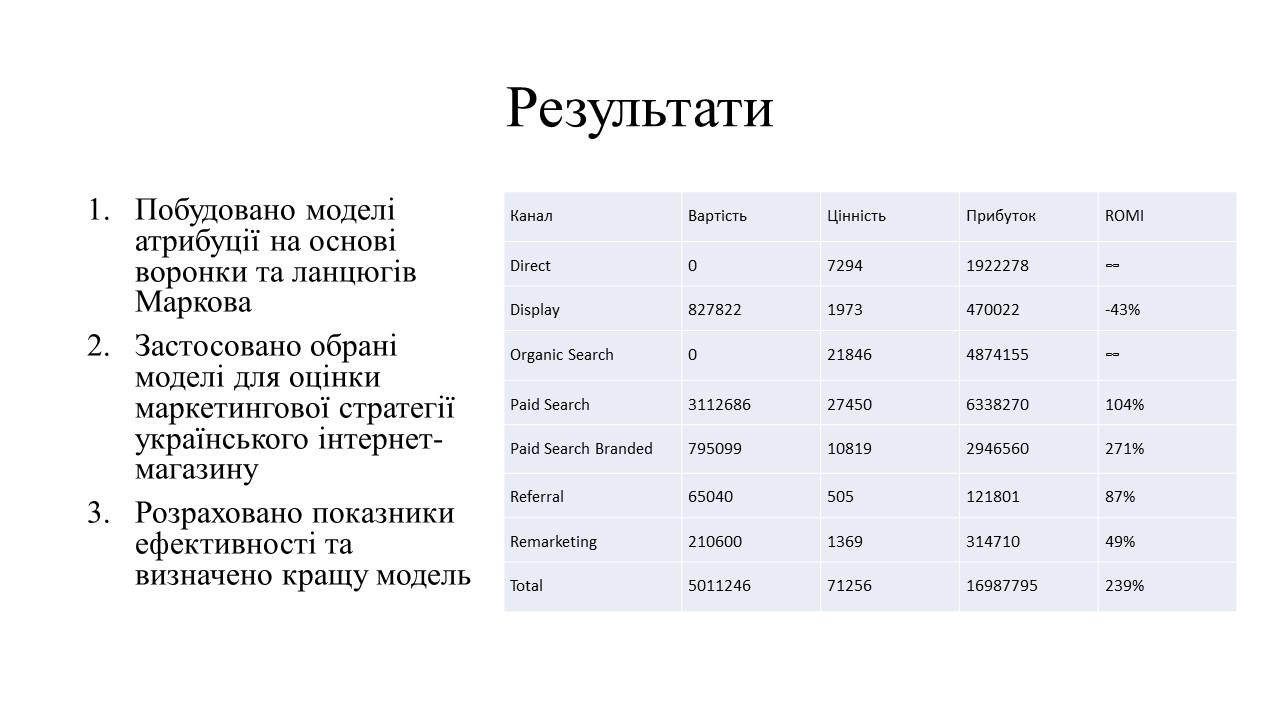 Результати
1. Побудовано моделі
атрибуції на основі
воронки та ланцюгів
Маркова
2. Застосовано обрані
моделі для оцінки
маркетингової стратегії
українського інтернет-
магазину
3. Розраховано показники
ефективності та
визначено кращу модель
Канал Вартість Цінність Прибуток ROMI
Direct 0 7294 1922278 ∞
Display 827822 1973 470022 -43%
Organic Search 0 21846 4874155 ∞
Paid Search 3112686 27450 6338270 104%
Paid Search Branded 795099 10819 2946560 271%
Referral 65040 505 121801 87%
Remarketing 210600 1369 314710 49%
Total 5011246 71256 16987795 239%